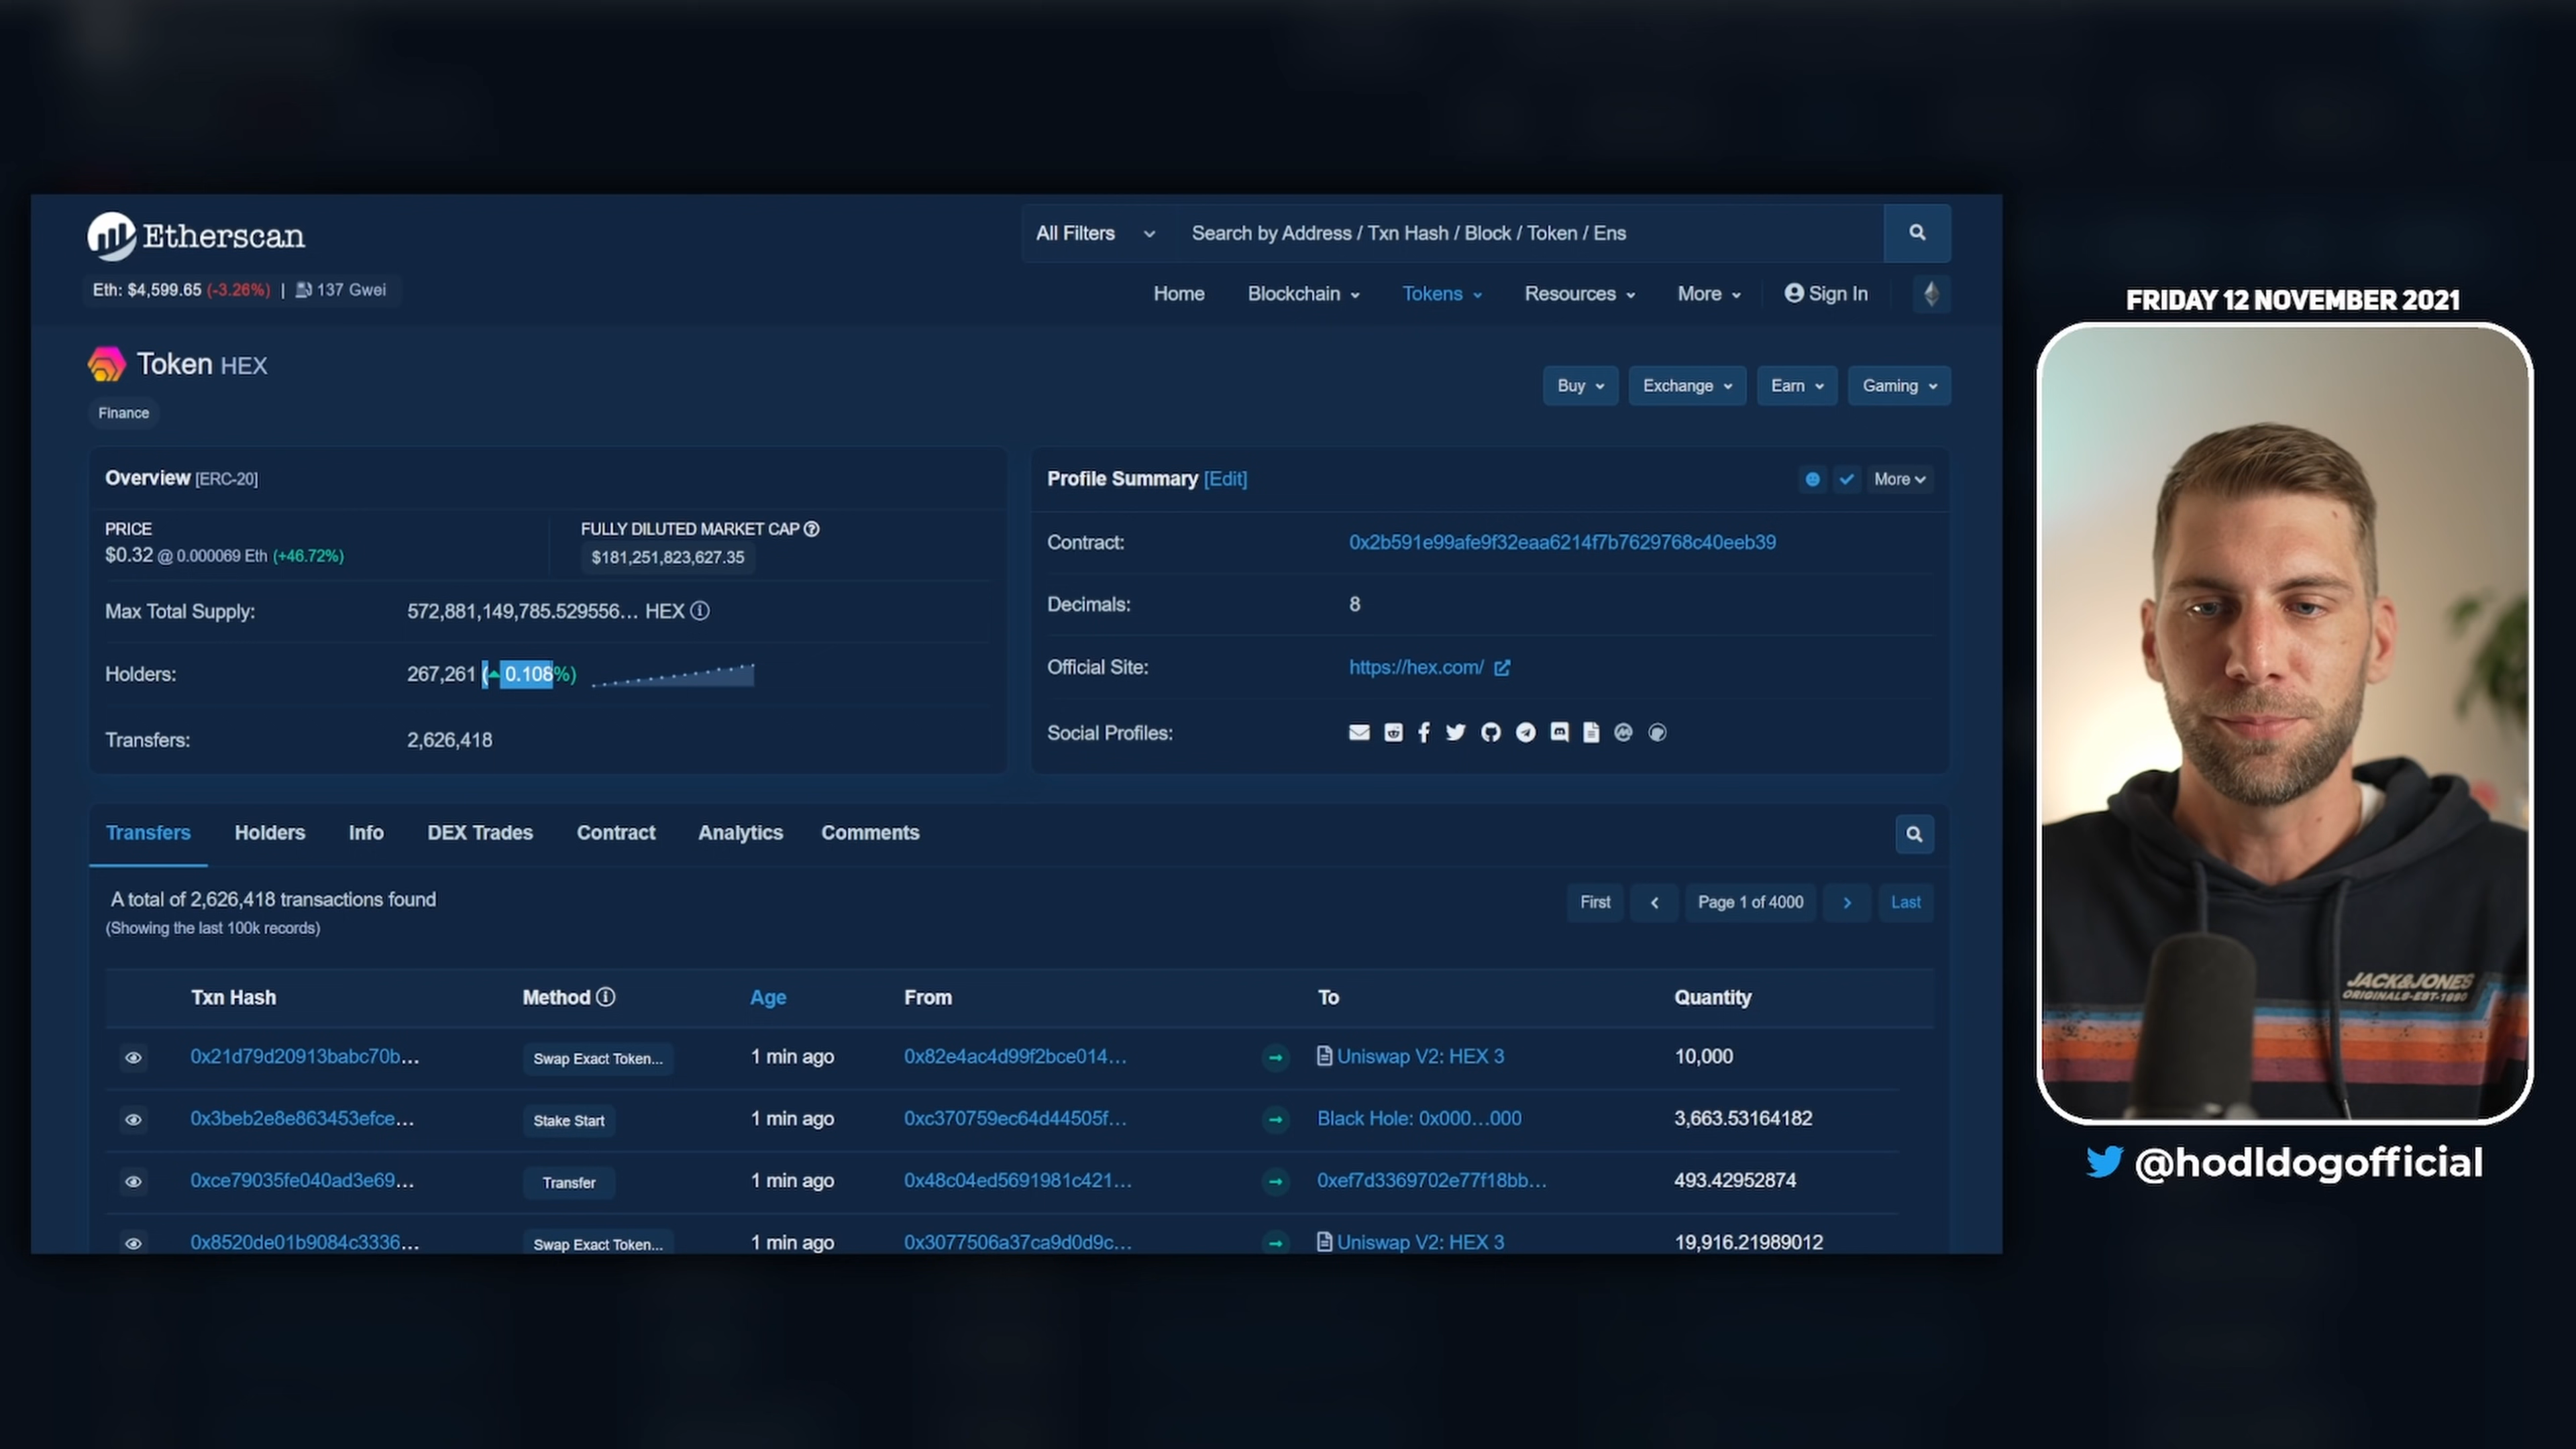 Etherscan
All Filters
Search by Address / Txn Hash / Block / Token / Ens
Eth: $4,599.65 (-3.26%) | 137 Gwei
Home Blockchain Tokens Resources More Sign In
FRIDAY 12 NOVEMBER 2021
Token HEX
Finance
Buy Exchange Earn Gaming
Overview [ERC-20]
PRICE
$0.32 @ 0.000069 Eth (+46.72%)
FULLY DILUTED MARKET CAP
$181,251,823,627.35
Max Total Supply: 572,881,149,785.529556... HEX
Holders: 267,261 (0.108%)
Transfers: 2,626,418
Profile Summary [Edit] More
Contract: 0x2b591e99afe9f32eaa6214f7b7629768c40eeb39
Decimals: 8
Official Site: https://hex.com/
Social Profiles:
Transfers Holders Info DEX Trades Contract Analytics Comments
A total of 2,626,418 transactions found
(Showing the last 100k records)
First Page 1 of 4000 Last
Txn Hash Method Age From To Quantity
0x21d79d20913babc70b... Swap Exact Token... 1 min ago 0x82e4ac4d99f2bce014... Uniswap V2: HEX 3 10,000
0x3beb2e8e863453efce... Stake Start 1 min ago 0xc370759ec64d44505f... Black Hole: 0x000...000 3,663.53164182
0xce79035fe040ad3e69... Transfer 1 min ago 0x48c04ed5691981c421... 0xef7d3369702e77f18bb... 493.42952874
0x8520de01b9084c3336... Swap Exact Token... 1 min ago 0x3077506a37ca9d0d9c... Uniswap V2: HEX 3 19,916.21989012
JACK&JONES
ORIGINALS-EST-1990
@hodldogofficial